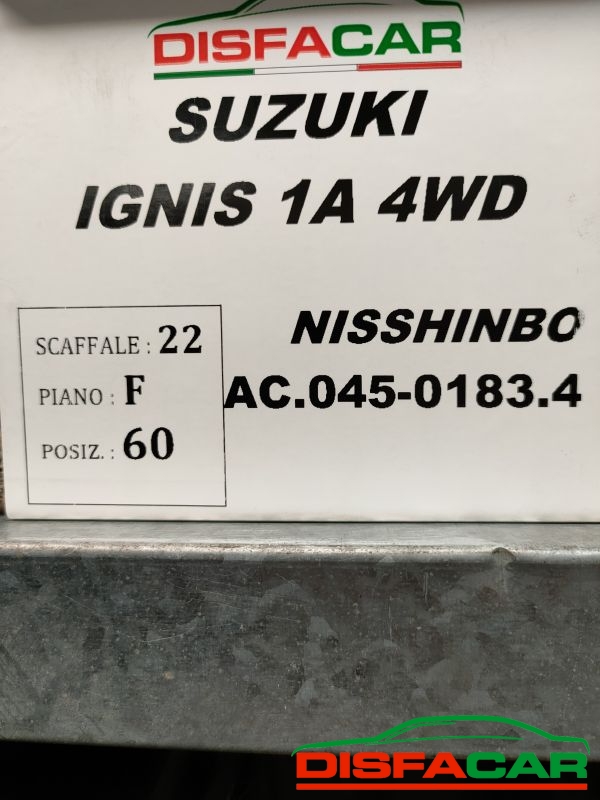 DISFACAR
SUZUKI
IGNIS 1A 4WD
NISSHINBO
AC.045-0183.4
SCAFFALE : 22
PIANO : F
POSIZ. : 60
DISFACAR